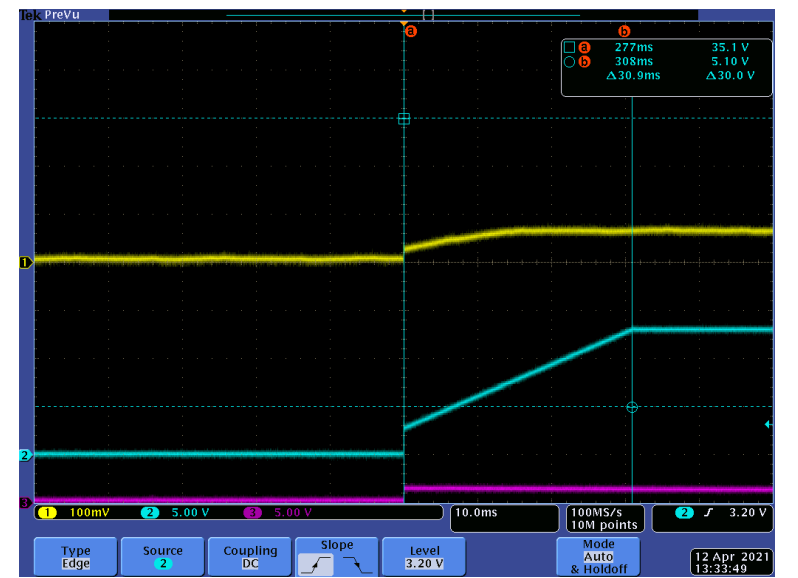 Tek PreVu
a
b
a 277ms 35.1 V
b 308ms 5.10 V
Δ30.9ms Δ30.0 V
1
2
3
1 100mV 2 5.00 V 3 5.00 V
10.0ms
100MS/s
10M points
2 3.20 V
Type
Edge
Source
2
Coupling
DC
Slope
Level
3.20 V
Mode
Auto
& Holdoff
12 Apr 2021
13:33:49